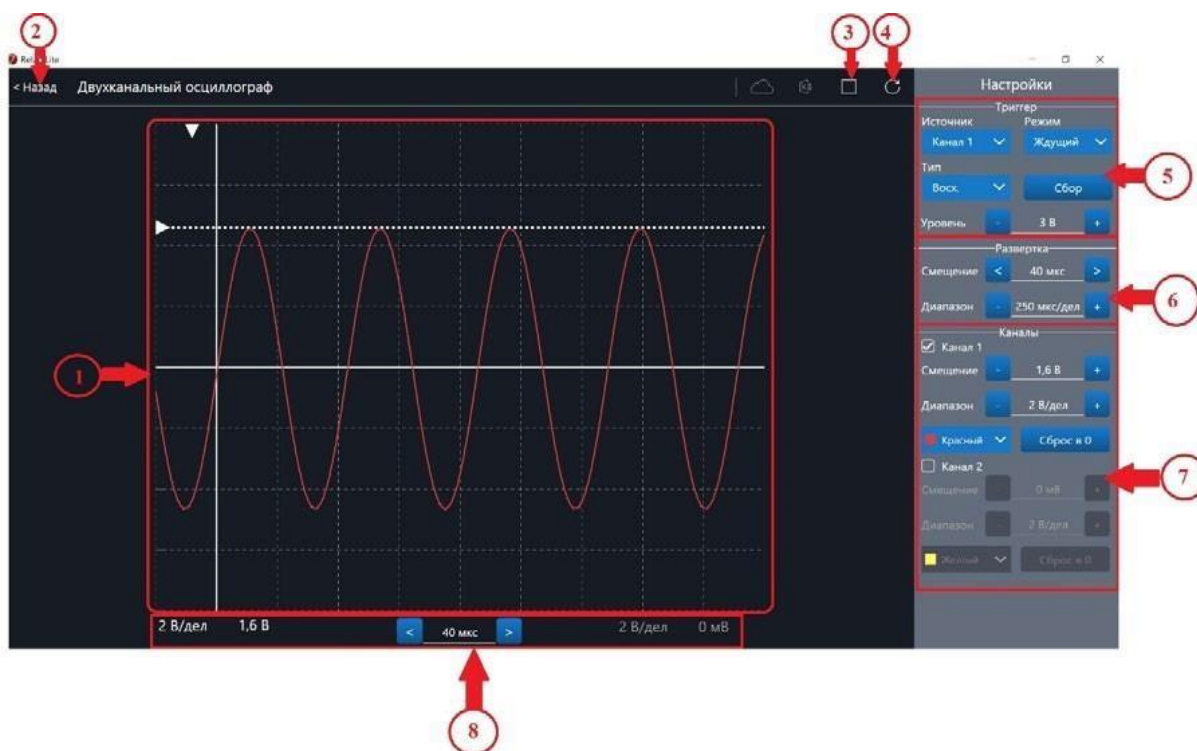 2
3
4
Relab Lite
< Назад
Двухканальный осциллограф
Настройки
Триггер
Источник
Режим
Канал 1
Ждущий
Тип
Восх.
Сбор
5
Уровень
-
3 В
+
Развертка
Смещение
<
40 мкс
>
Диапазон
-
250 мкс/дел
+
6
Каналы
Канал 1
Смещение
-
1,6 В
+
Диапазон
-
2 В/дел
+
Красный
Сброс в 0
Канал 2
Смещение
-
0 мВ
+
Диапазон
-
2 В/дел
+
Желтый
Сброс в 0
7
1
2 В/дел
1,6 В
<
40 мкс
>
2 В/дел
0 мВ
8